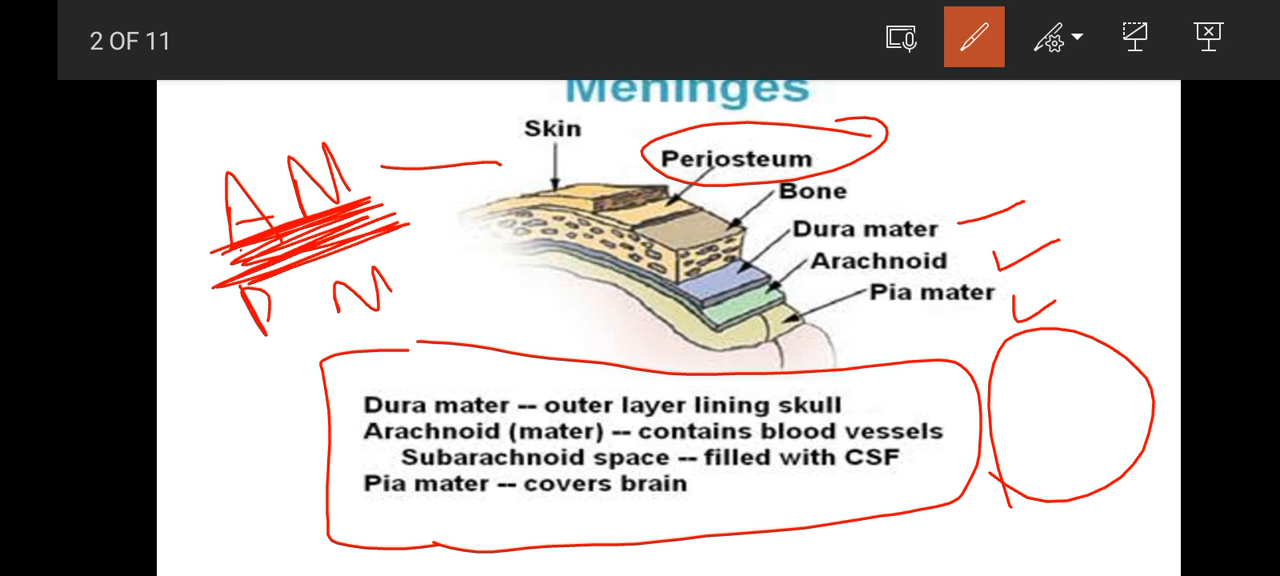 2 OF 11
Meninges
Skin
Periosteum
Bone
Dura mater
Arachnoid
Pia mater
AM
PM
Dura mater -- outer layer lining skull
Arachnoid (mater) -- contains blood vessels
Subarachnoid space -- filled with CSF
Pia mater -- covers brain